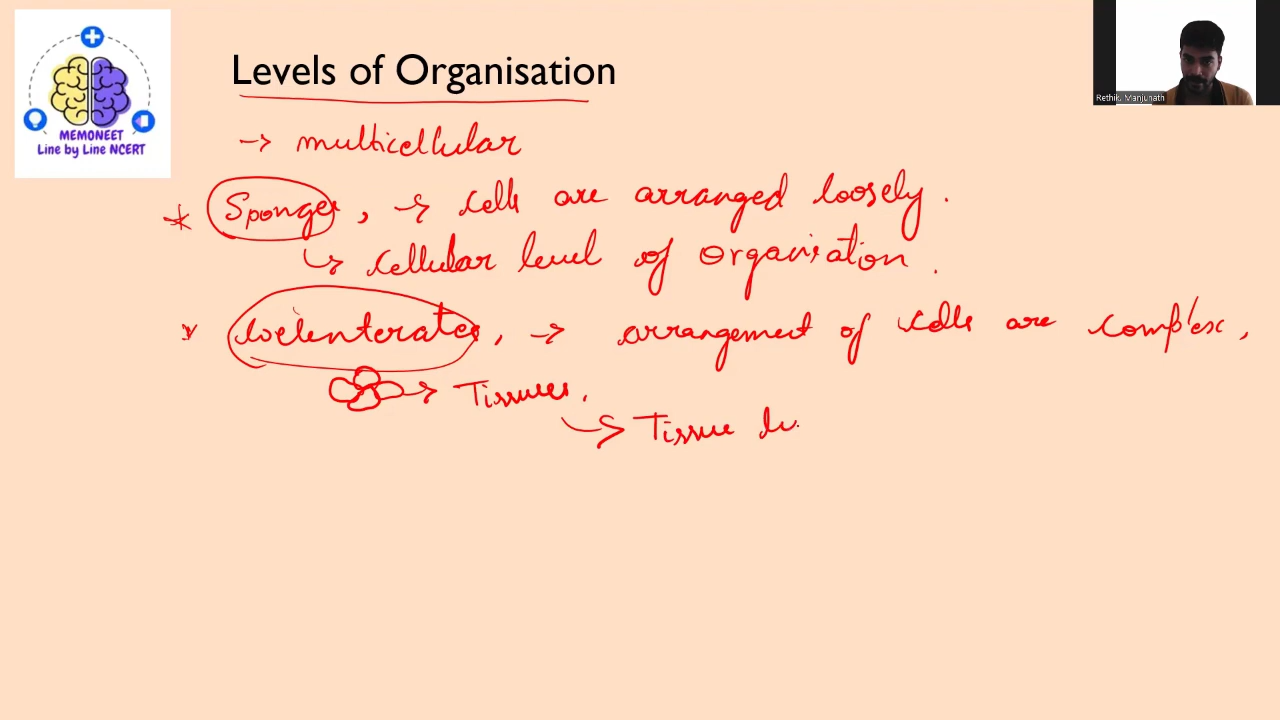 Levels of Organisation
MEMONEET
Line by Line NCERT
Rethik. Manjunath
-> multicellular
* Sponges, -> cells are arranged loosely.
-> cellular level of organisation.
* Coelenterates, -> arrangement of cells are complex,
-> Tissues,
-> Tissue